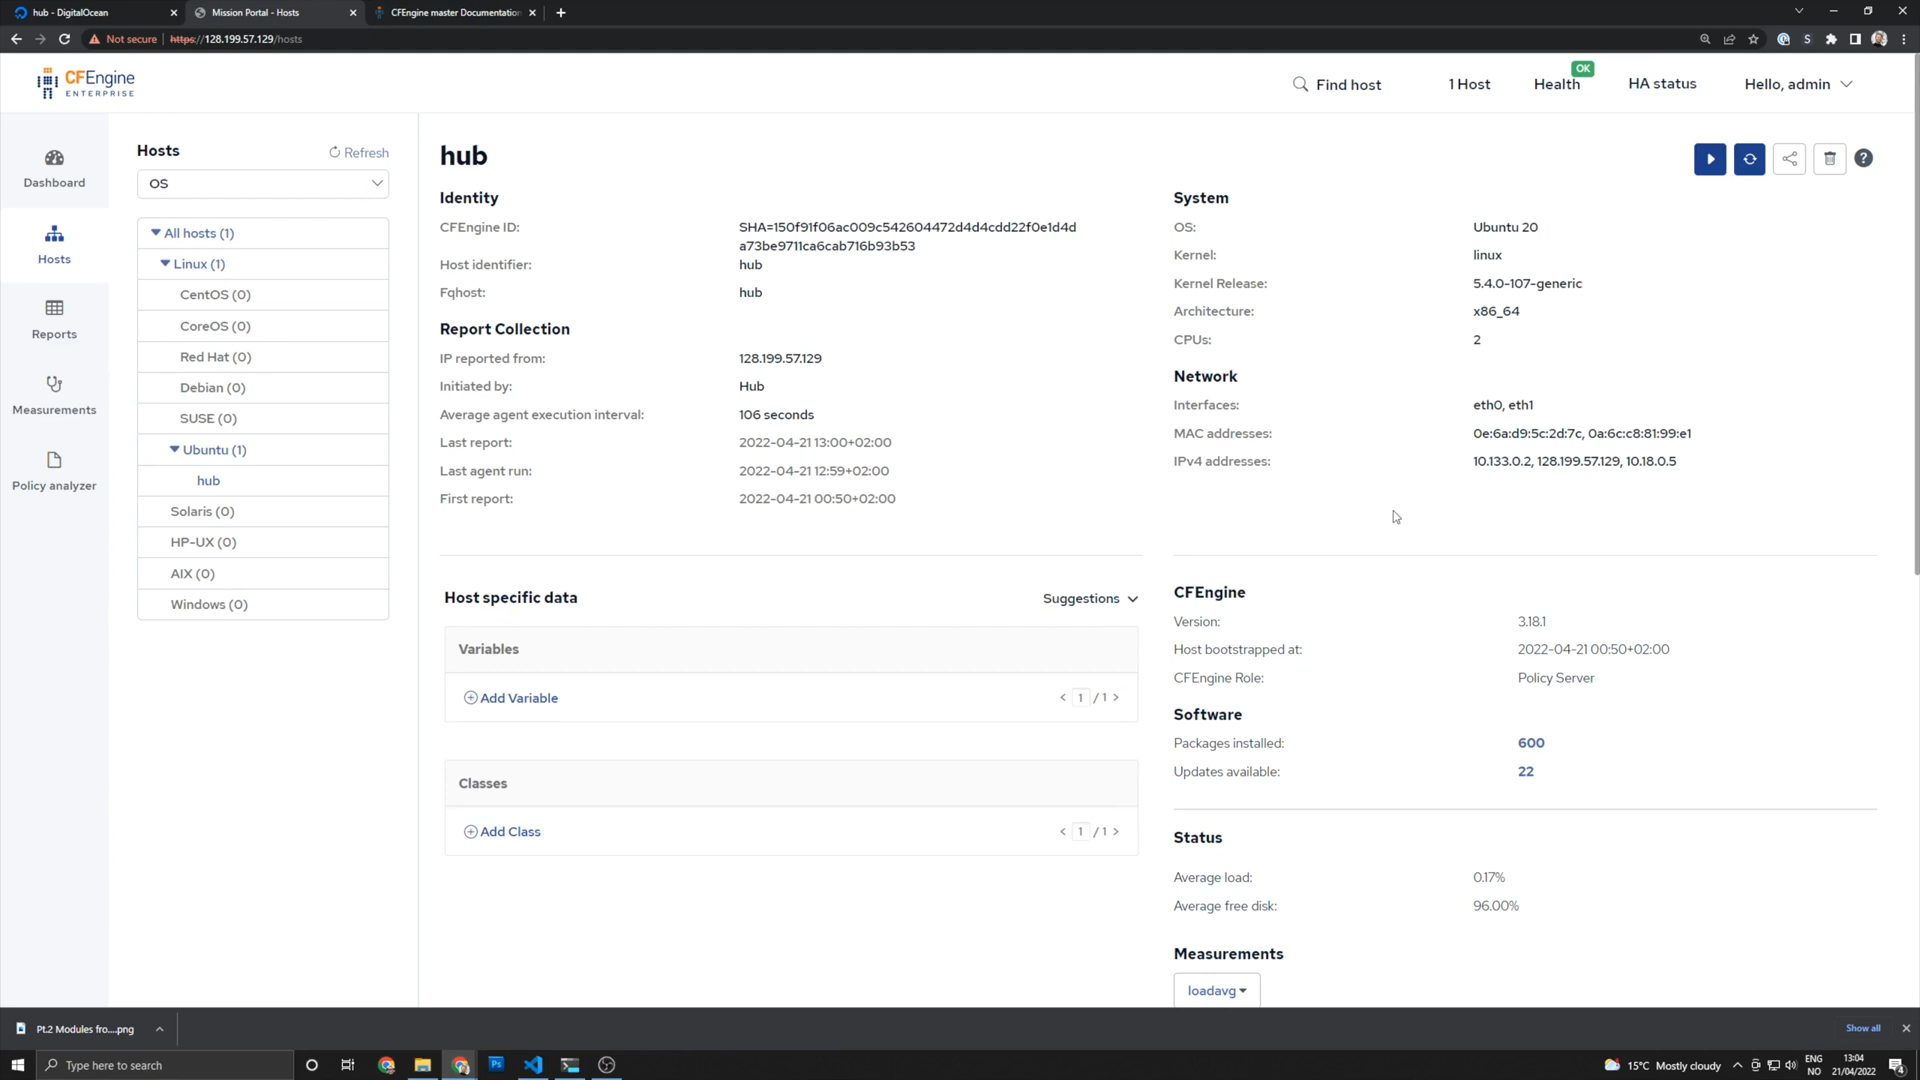 hub - DigitalOcean
Mission Portal - Hosts
CFEngine master Documentation
Not secure
https://128.199.57.129/hosts
S
CFEngine
ENTERPRISE
Find host
1 Host
Health
OK
HA status
Hello, admin
Dashboard
Hosts
Reports
Measurements
Policy analyzer
Hosts
Refresh
OS
All hosts (1)
Linux (1)
CentOS (0)
CoreOS (0)
Red Hat (0)
Debian (0)
SUSE (0)
Ubuntu (1)
hub
Solaris (0)
HP-UX (0)
AIX (0)
Windows (0)
hub
?
Identity
CFEngine ID:
SHA=150f91f06ac009c542604472d4d4cdd22f0e1d4d
a73be9711ca6cab716b93b53
Host identifier:
hub
Fqhost:
hub
Report Collection
IP reported from:
128.199.57.129
Initiated by:
Hub
Average agent execution interval:
106 seconds
Last report:
2022-04-21 13:00+02:00
Last agent run:
2022-04-21 12:59+02:00
First report:
2022-04-21 00:50+02:00
System
OS:
Ubuntu 20
Kernel:
linux
Kernel Release:
5.4.0-107-generic
Architecture:
x86_64
CPUs:
2
Network
Interfaces:
eth0, eth1
MAC addresses:
0e:6a:d9:5c:2d:7c, 0a:6c:c8:81:99:e1
IPv4 addresses:
10.133.0.2, 128.199.57.129, 10.18.0.5
Host specific data
Suggestions
Variables
Add Variable
1 / 1
Classes
Add Class
1 / 1
CFEngine
Version:
3.18.1
Host bootstrapped at:
2022-04-21 00:50+02:00
CFEngine Role:
Policy Server
Software
Packages installed:
600
Updates available:
22
Status
Average load:
0.17%
Average free disk:
96.00%
Measurements
loadavg
Pt.2 Modules fro....png
Show all
Type here to search
Ps
15°C Mostly cloudy
ENG
NO
13:04
21/04/2022
4